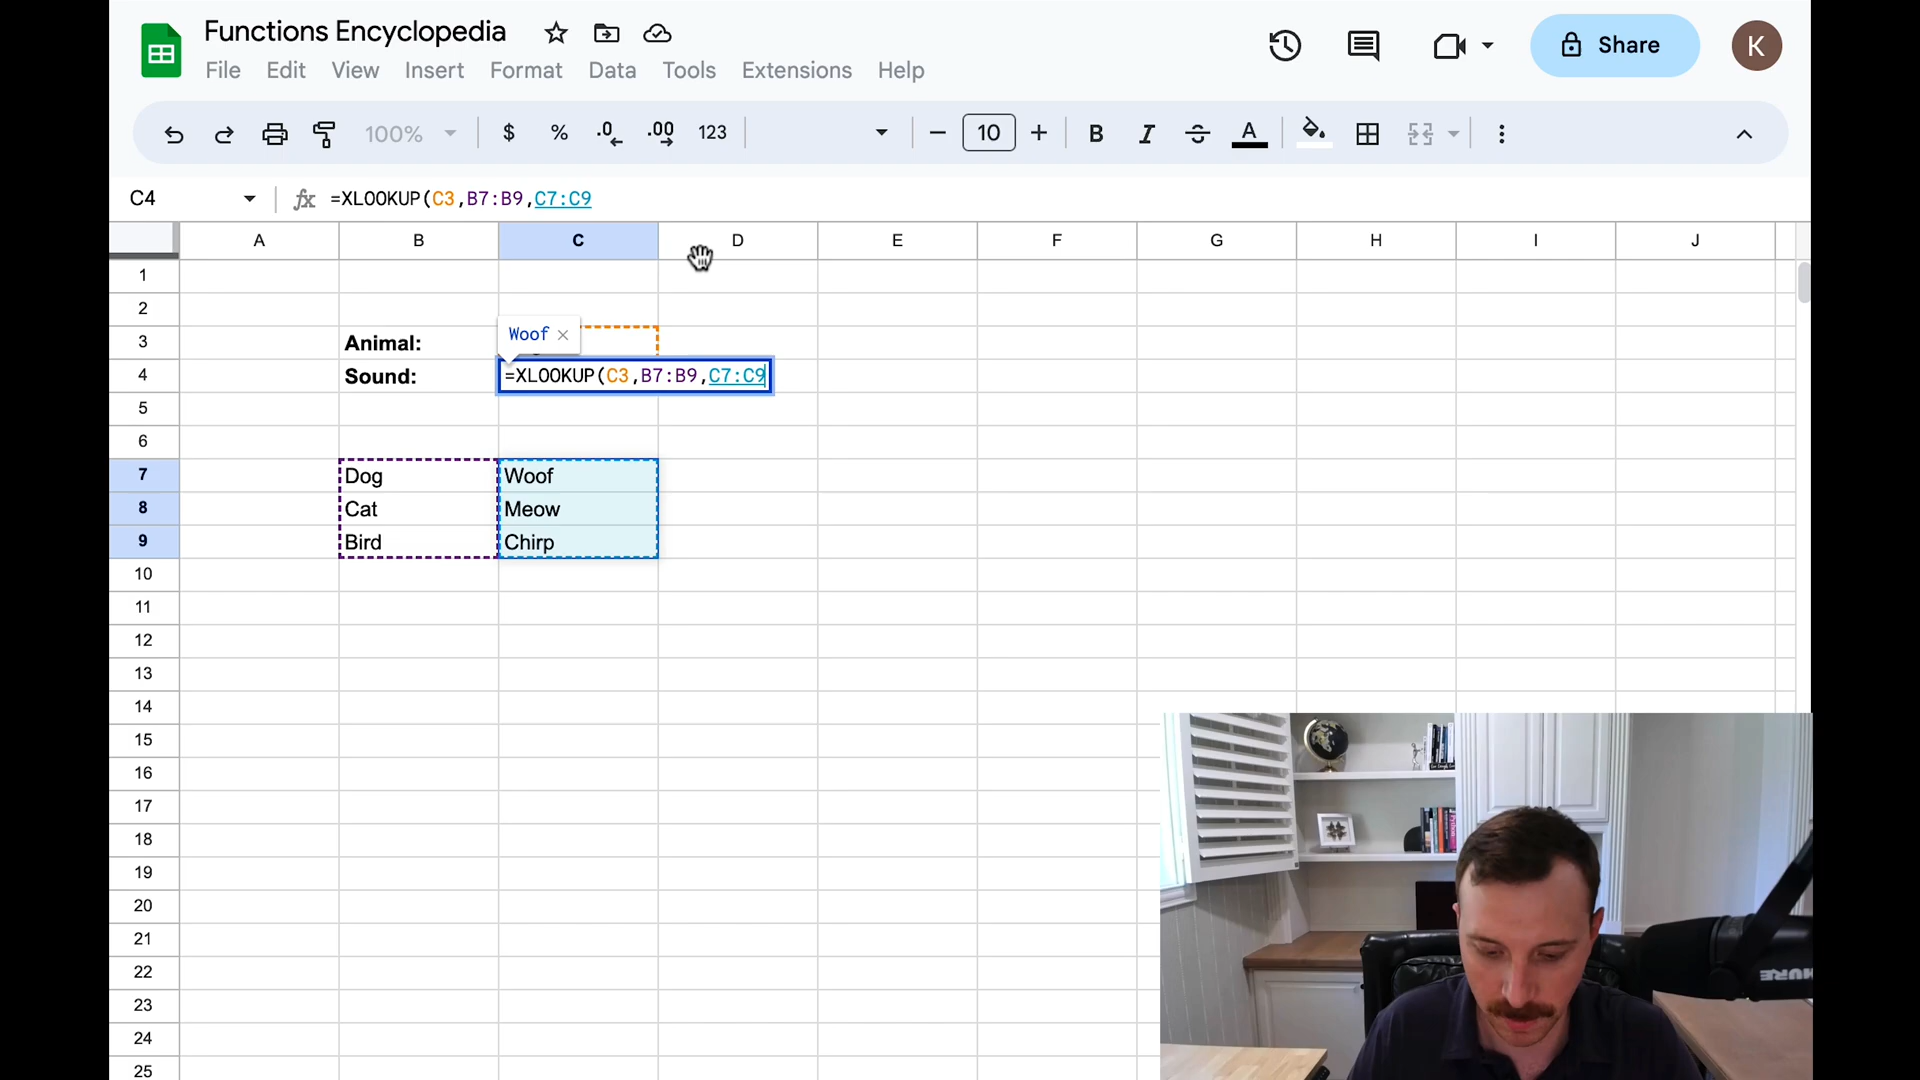 Functions Encyclopedia
File Edit View Insert Format Data Tools Extensions Help
Share
K
100% $ % .0 .00 123 10 B I A
C4 fx =XLOOKUP(C3,B7:B9,C7:C9
A B C D E F G H I J
1
2
Woof ×
3 Animal:
4 Sound: =XLOOKUP(C3,B7:B9,C7:C9
5
6
7 Dog Woof
8 Cat Meow
9 Bird Chirp
10
11
12
13
14
15
16
17
18
19
20
21
22
23
24
25
SHURE